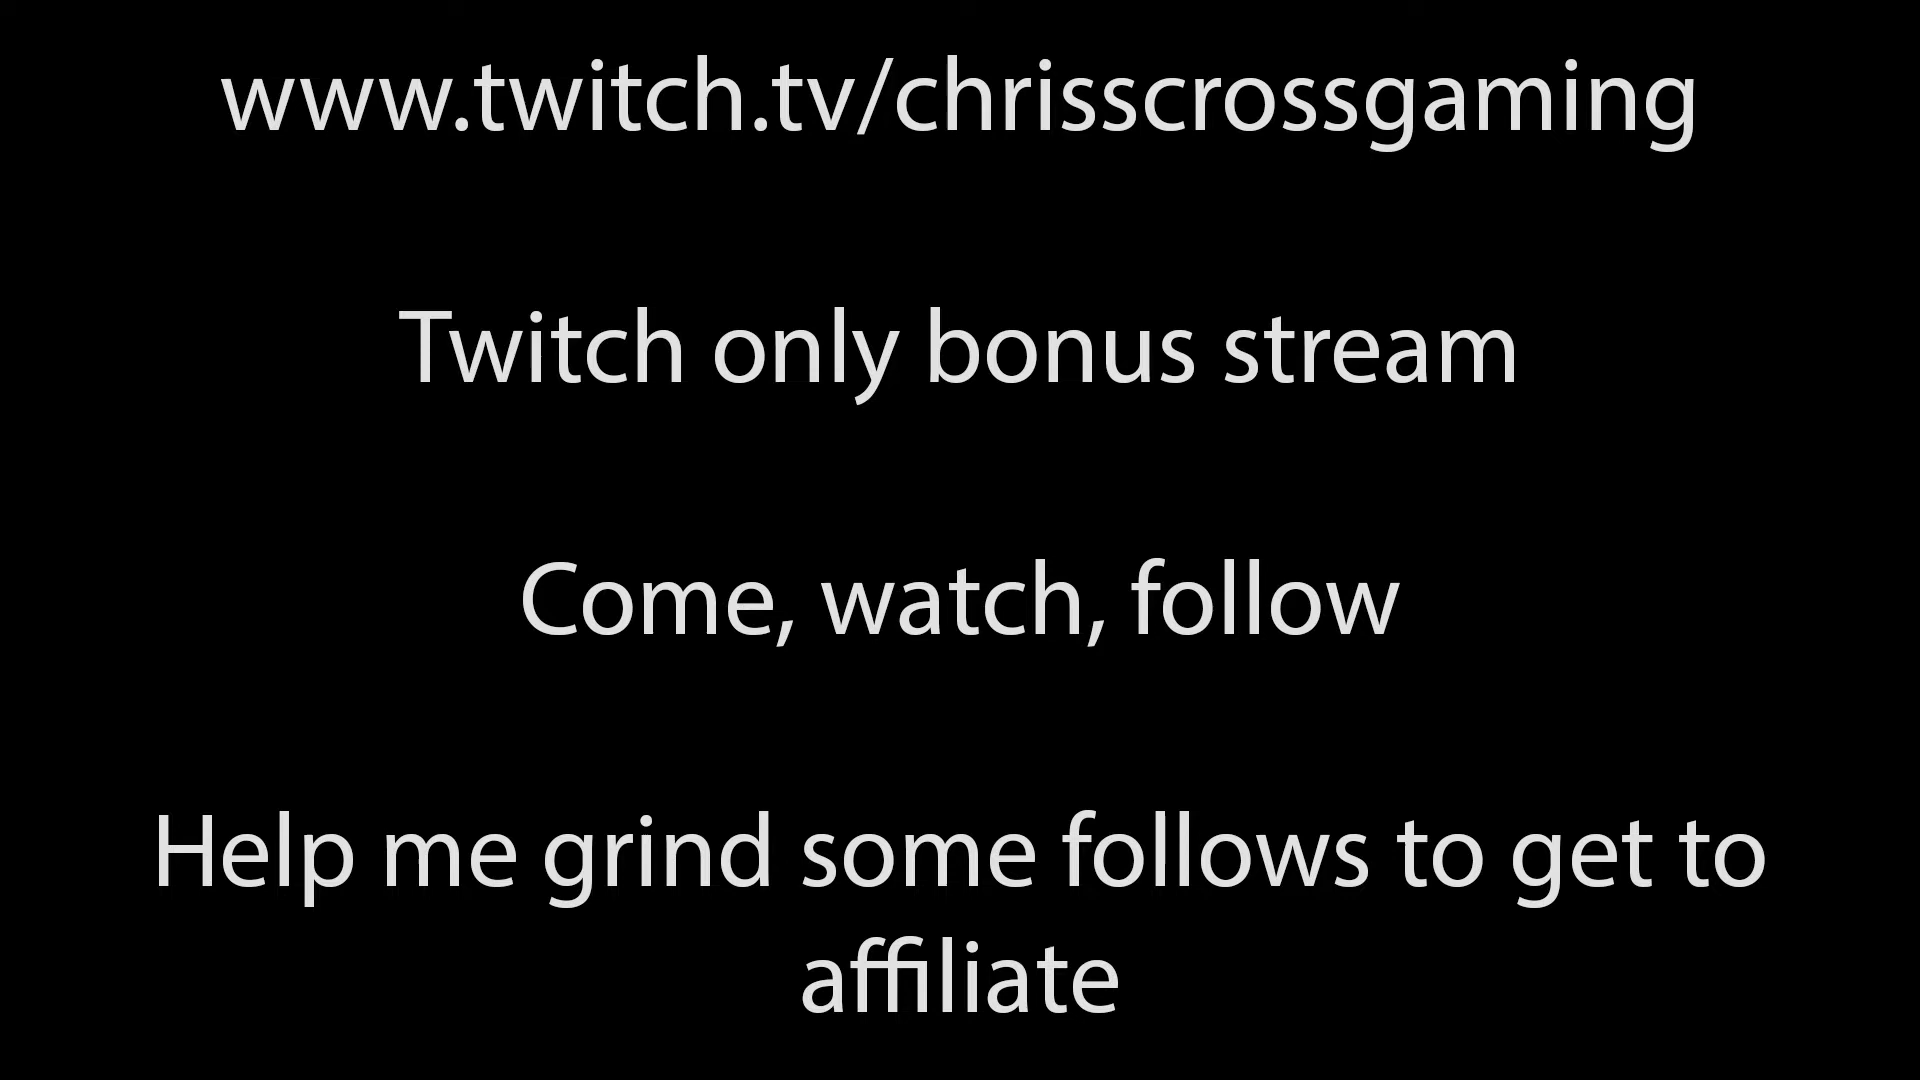 www.twitch.tv/chrisscrossgaming
Twitch only bonus stream
Come, watch, follow
Help me grind some follows to get to
affiliate